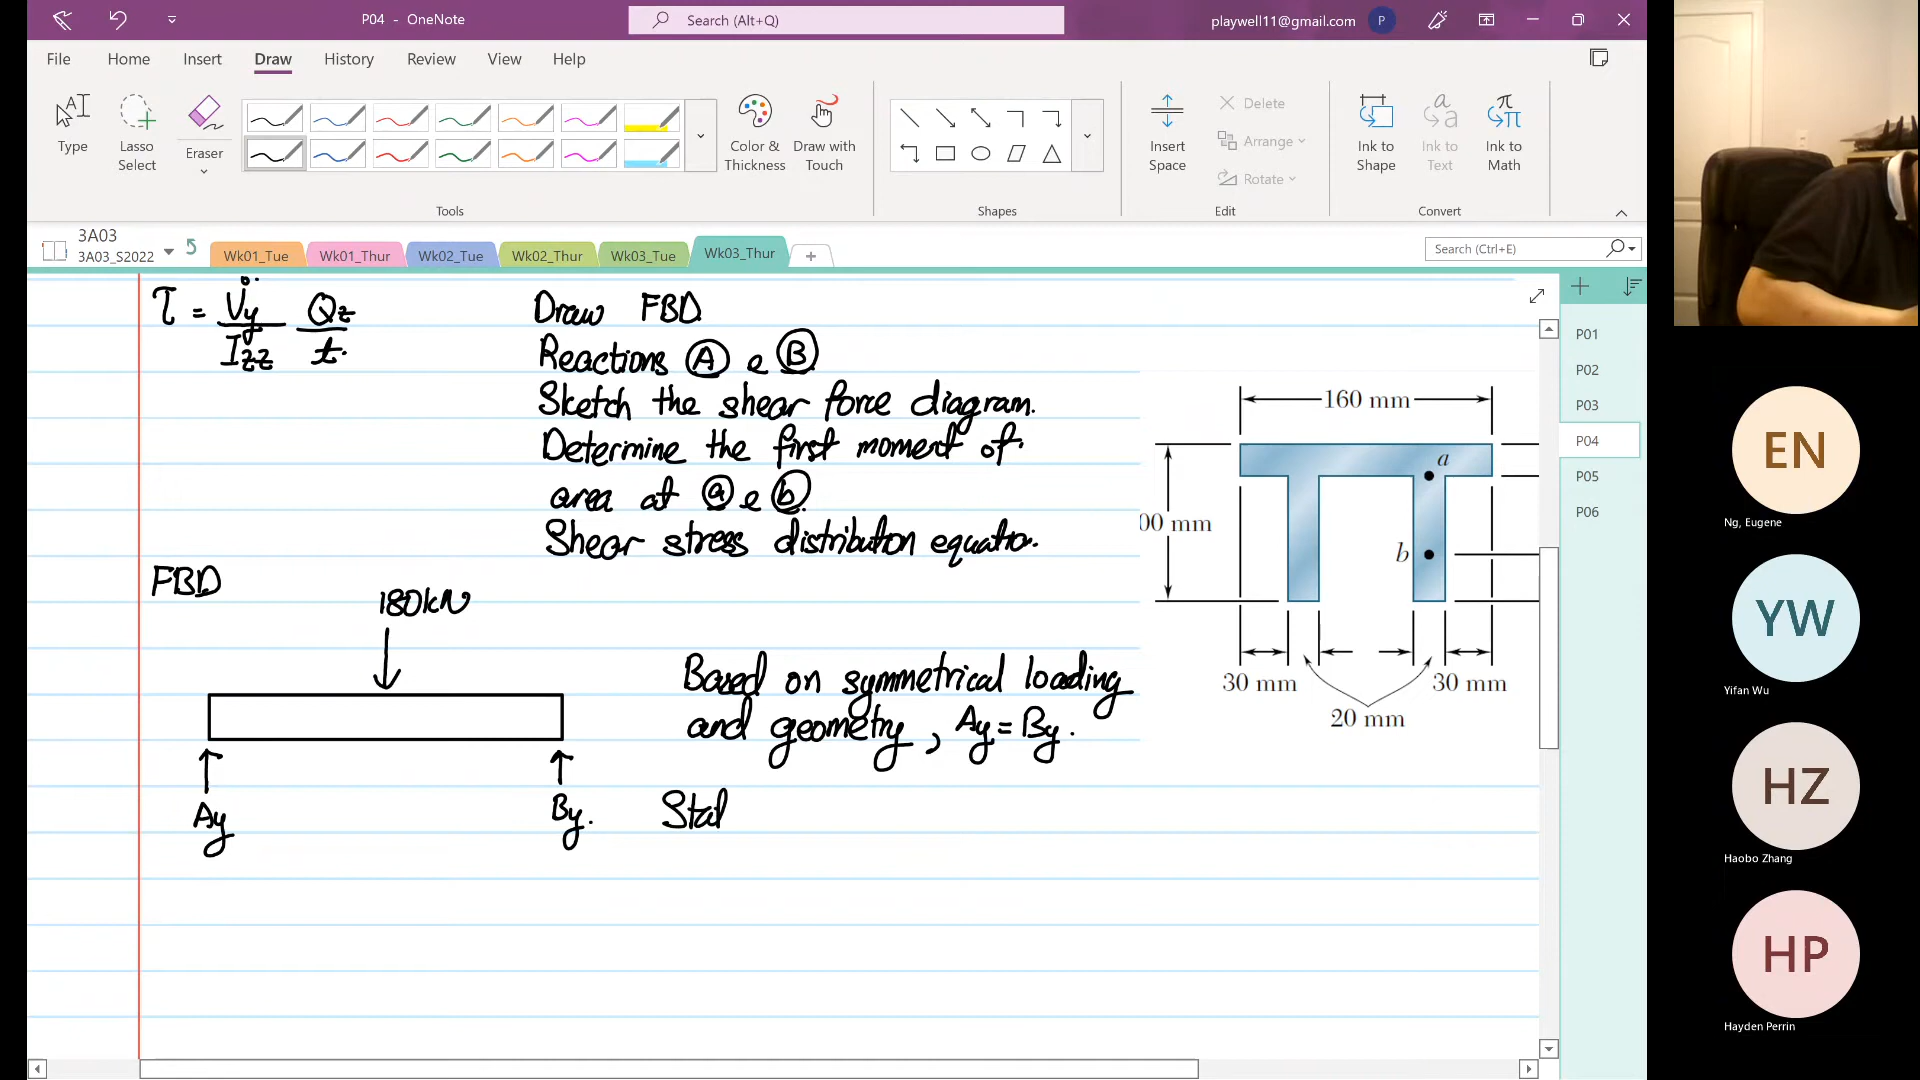 P04 - OneNote
Search (Alt+Q)
playwell11@gmail.com
P
File
Home
Insert
Draw
History
Review
View
Help
Type
Lasso Select
Eraser
Color & Thickness
Draw with Touch
Insert Space
Delete
Arrange
Rotate
Ink to Shape
Ink to Text
Ink to Math
Tools
Shapes
Edit
Convert
3A03
3A03_S2022
Wk01_Tue
Wk01_Thur
Wk02_Tue
Wk02_Thur
Wk03_Tue
Wk03_Thur
Search (Ctrl+E)
P01
P02
P03
P04
P05
P06
τ = Vy Qz
Izz t
Draw FBD
Reactions A e B
Sketch the shear force diagram.
Determine the first moment of
area at a e b
Shear stress distribution equation.
160 mm
a
00 mm
b
30 mm
30 mm
20 mm
FBD
180kN
Based on symmetrical loading
and geometry, Ay = By.
Ay
By.
Stat
EN
Ng, Eugene
YW
Yifan Wu
HZ
Haobo Zhang
HP
Hayden Perrin